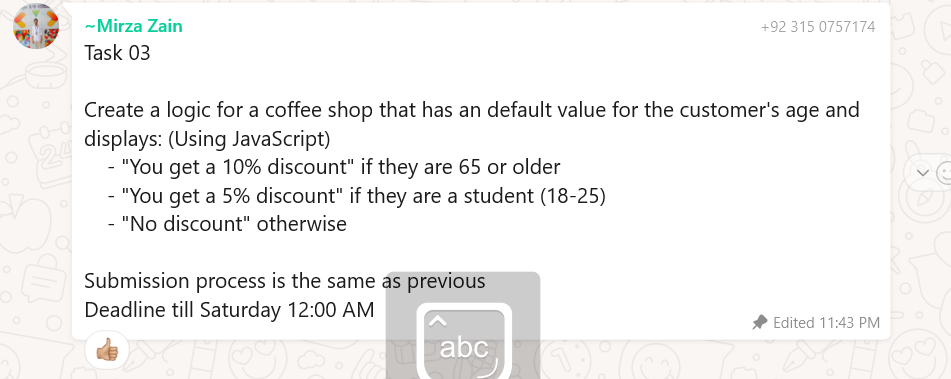 ~Mirza Zain
+92 315 0757174
Task 03
Create a logic for a coffee shop that has an default value for the customer's age and
displays: (Using JavaScript)
- "You get a 10% discount" if they are 65 or older
- "You get a 5% discount" if they are a student (18-25)
- "No discount" otherwise
Submission process is the same as previous
Deadline till Saturday 12:00 AM
Edited 11:43 PM
abc